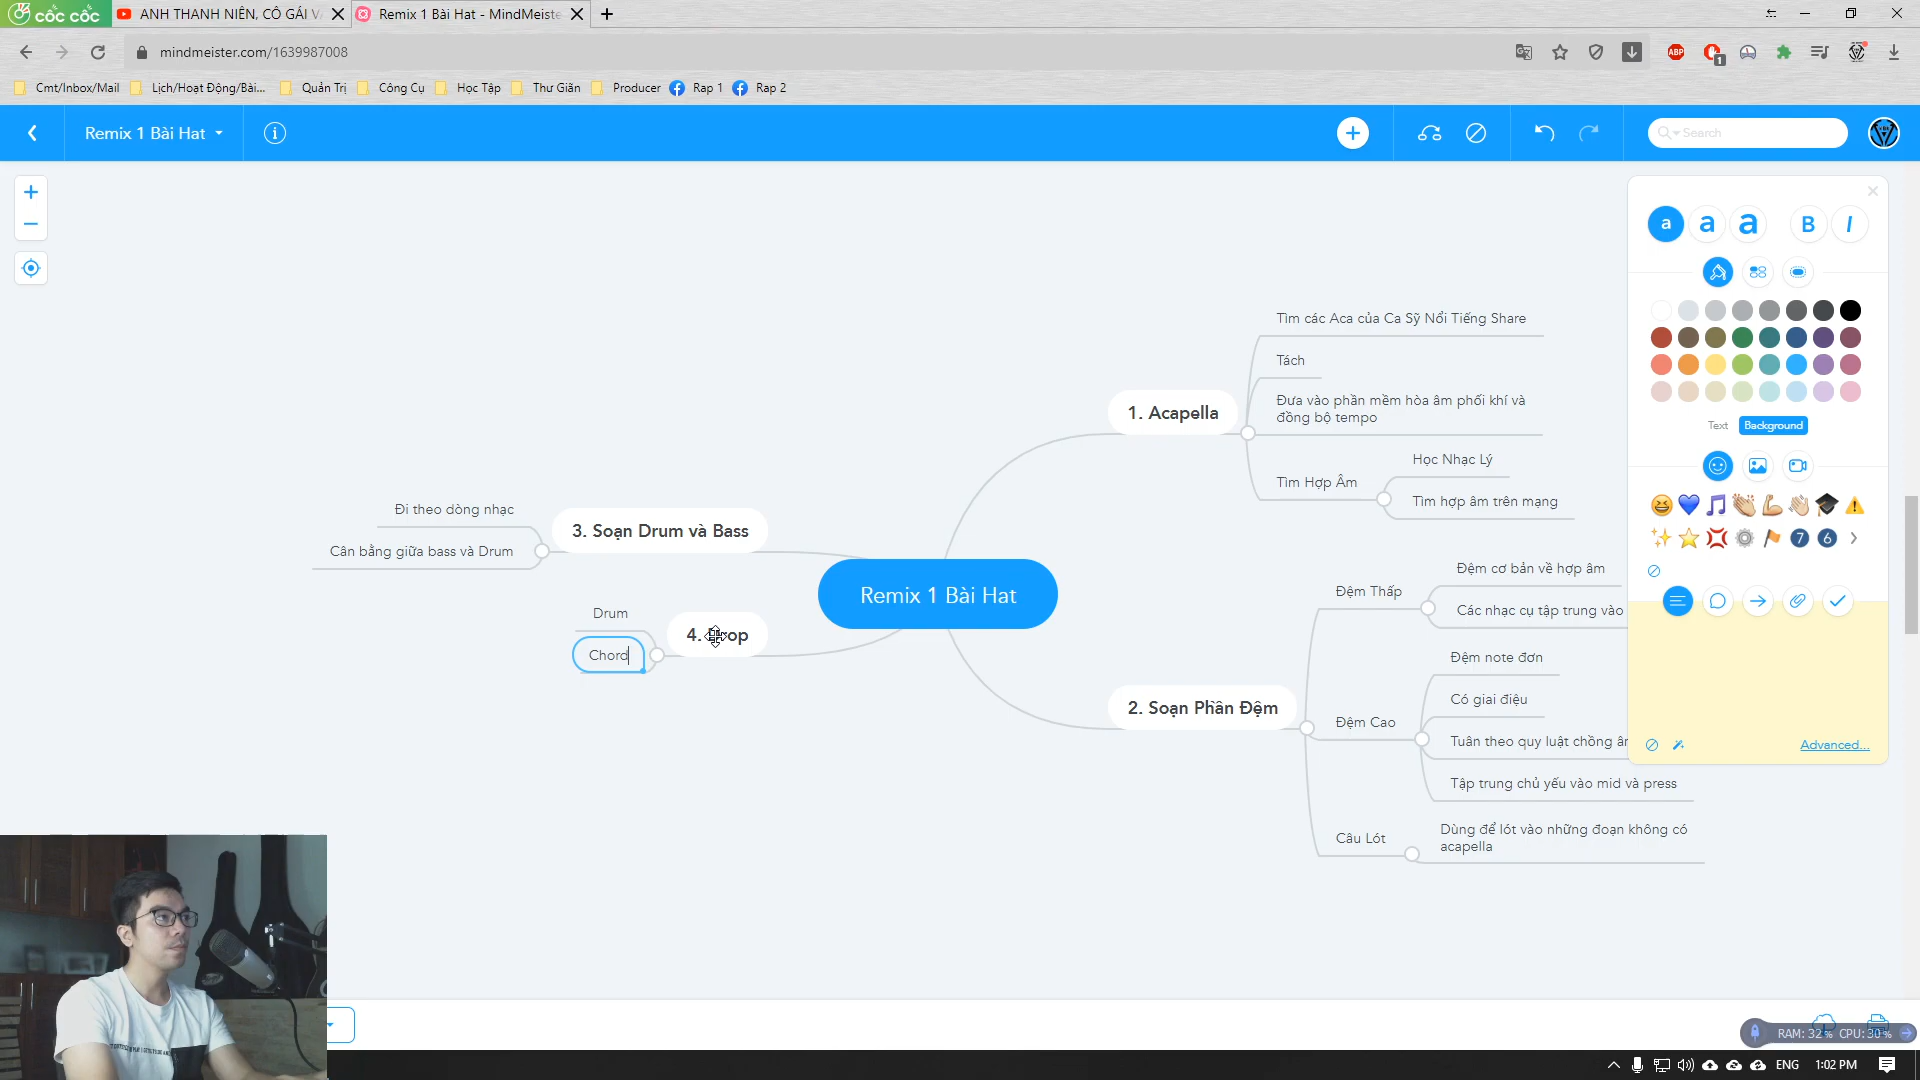 cốc cốc
ANH THANH NIÊN, CÔ GÁI V
Remix 1 Bài Hat - MindMeiste
mindmeister.com/1639987008
ABP
1
Cmt/Inbox/Mail
Lịch/Hoạt Động/Bài...
Quản Trị
Công Cụ
Học Tập
Thư Giãn
Producer
Rap 1
Rap 2
Remix 1 Bài Hat
Search
a a a B I
Text
Background
7 6
Advanced...
Tìm các Aca của Ca Sỹ Nổi Tiếng Share
Tách
1. Acapella
Đưa vào phần mềm hòa âm phối khí và
đồng bộ tempo
Học Nhạc Lý
Tìm Hợp Âm
Tìm hợp âm trên mạng
Đi theo dòng nhạc
3. Soạn Drum và Bass
Cân bằng giữa bass và Drum
Remix 1 Bài Hat
Đệm cơ bản về hợp âm
Đệm Thấp
Các nhạc cụ tập trung vào
Drum
4. Drop
Chord
Đệm note đơn
Có giai điệu
2. Soạn Phần Đệm
Đệm Cao
Tuân theo quy luật chồng âm
Tập trung chủ yếu vào mid và press
Câu Lót
Dùng để lót vào những đoạn không có
acapella
RAM: 32% CPU: 30%
ENG
1:02 PM